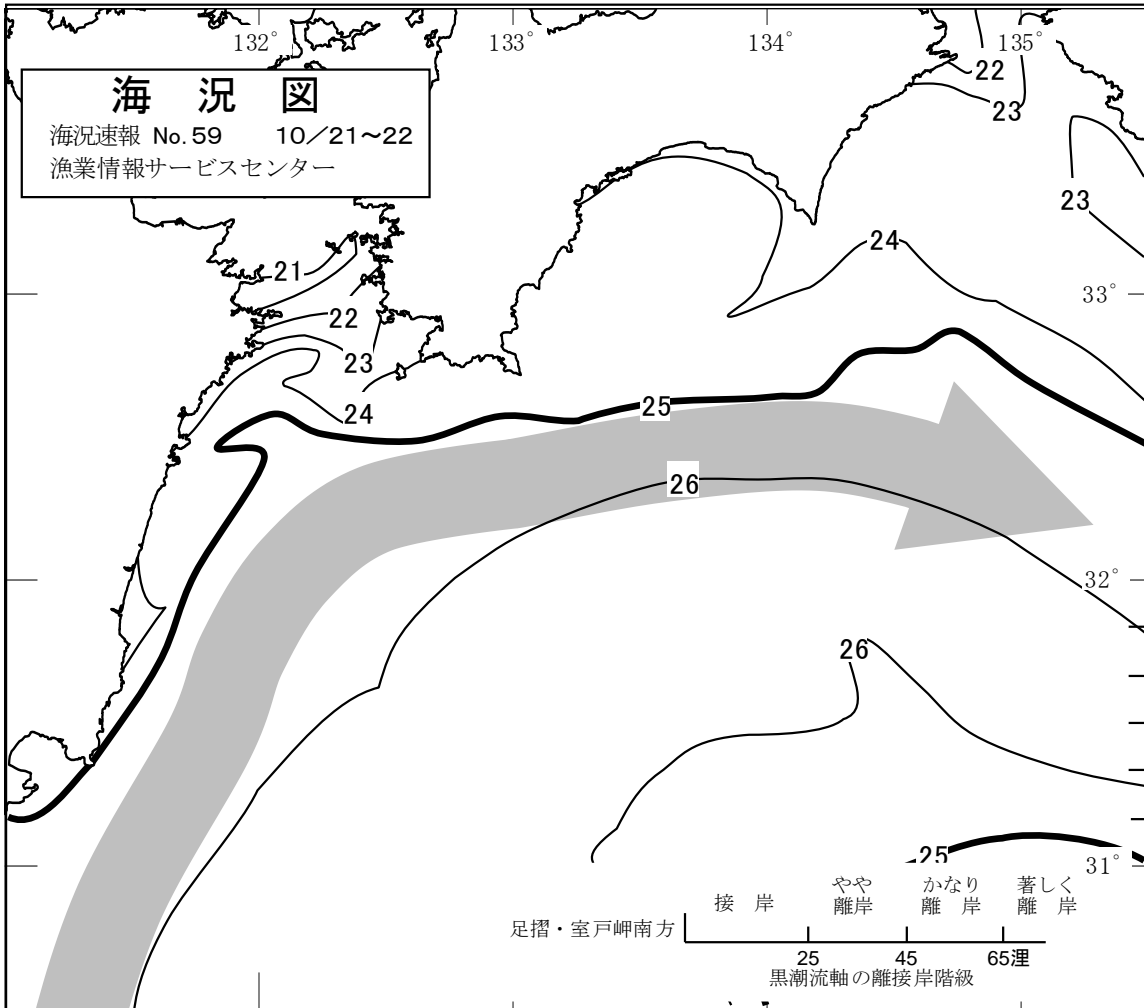 132°
133°
134°
135°
海 況 図
海況速報 No.59 10/21~22
漁業情報サービスセンター
22
23
23
24
21
33°
22
23
24
25
26
32°
26
25
31°
接 岸
やや
離岸
かなり
離 岸
著しく
離 岸
足摺・室戸岬南方
25
45
65浬
黒潮流軸の離接岸階級